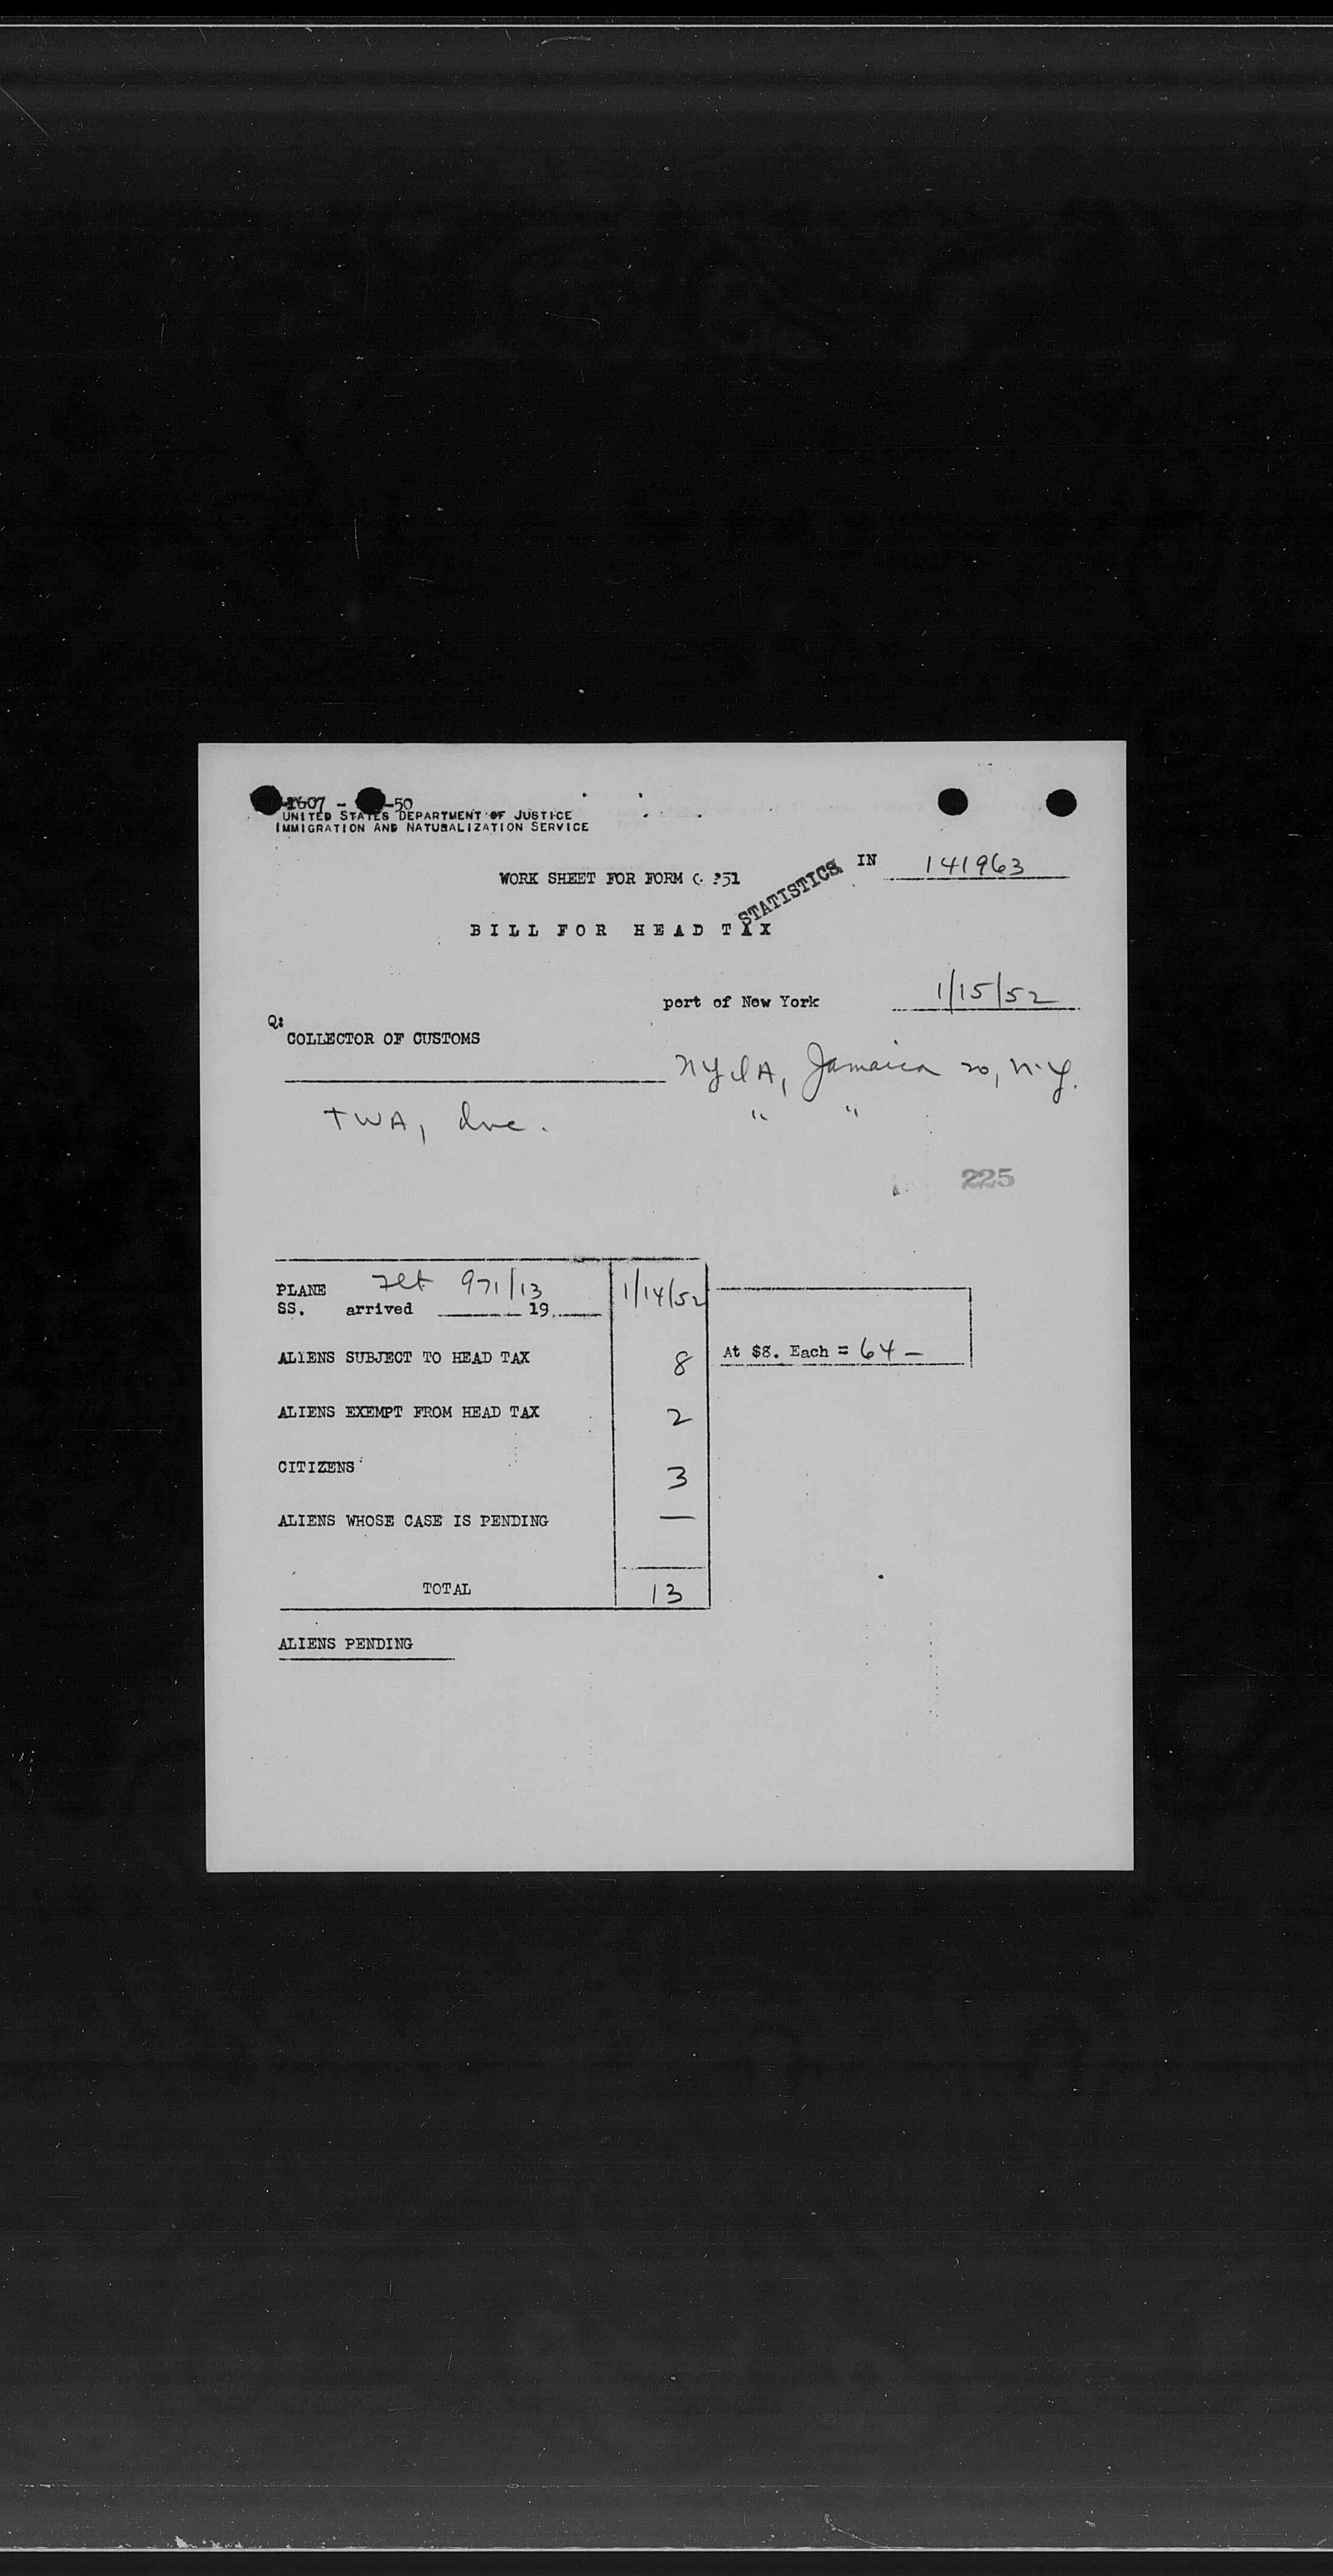 -1607 - -50
UNITED STATES DEPARTMENT OF JUSTICE
IMMIGRATION AND NATURALIZATION SERVICE
IN 141963
WORK SHEET FOR FORM
STATISTICS
BILL FOR HEAD TAX
port of New York 1/15/52
Q:
COLLECTOR OF CUSTOMS
NYIA, Jamaica 20, N.Y.
TWA, Inc. " "
225
PLANE Flt 971/13 1/14/52
SS. arrived 19
ALIENS SUBJECT TO HEAD TAX 8 At $8. Each = 64 —
ALIENS EXEMPT FROM HEAD TAX 2
CITIZENS 3
ALIENS WHOSE CASE IS PENDING —
TOTAL 13
ALIENS PENDING